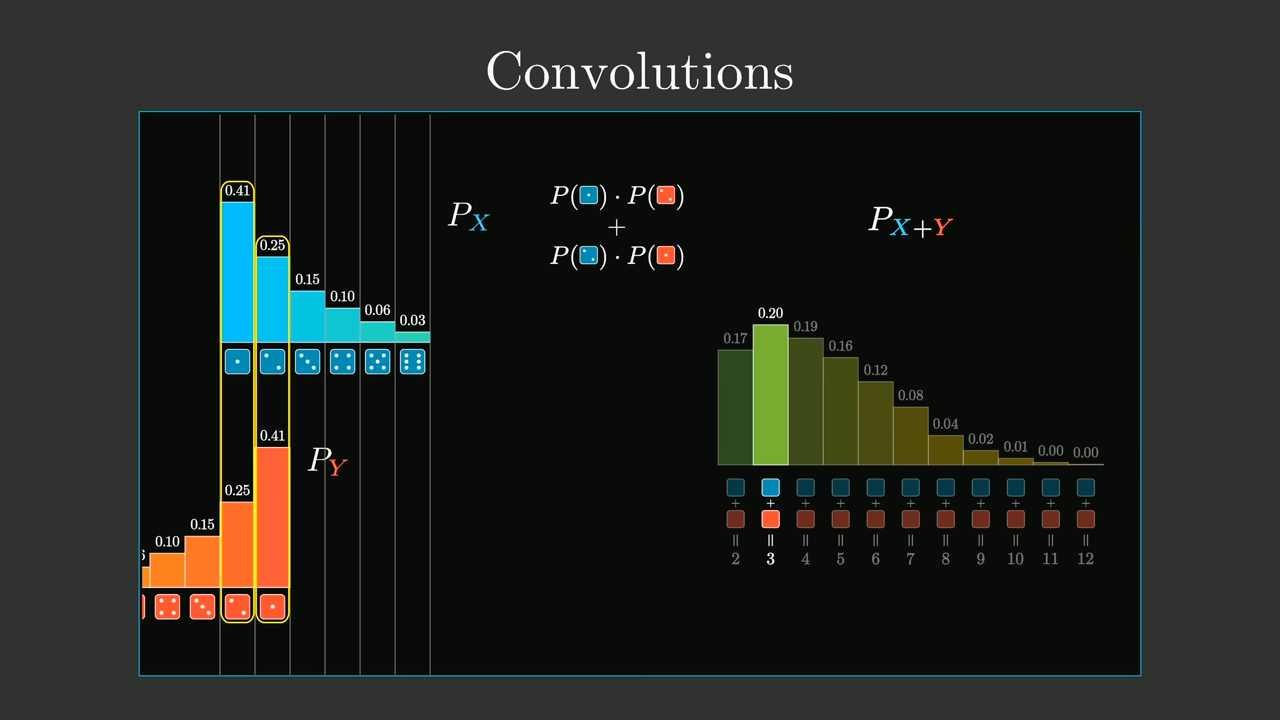 Convolutions
0.41
0.25
0.15
0.10
0.06
0.03
P_X
P(⚀) · P(⚁)
+
P(⚁) · P(⚀)
P_{X+Y}
0.41
0.25
0.15
0.10
P_Y
0.17
0.20
0.19
0.16
0.12
0.08
0.04
0.02
0.01
0.00
0.00
+ + + + + + + + + + +
= = = = = = = = = = =
2 3 4 5 6 7 8 9 10 11 12